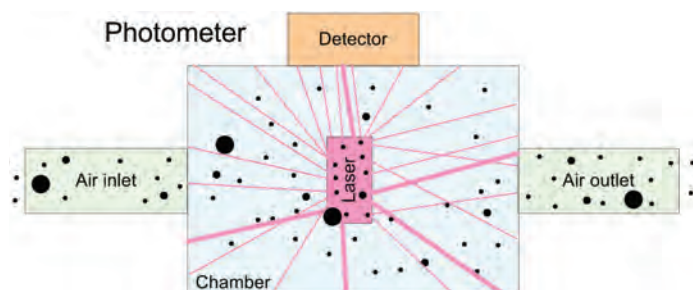 Photometer
Detector
Air inlet
Laser
Air outlet
Chamber